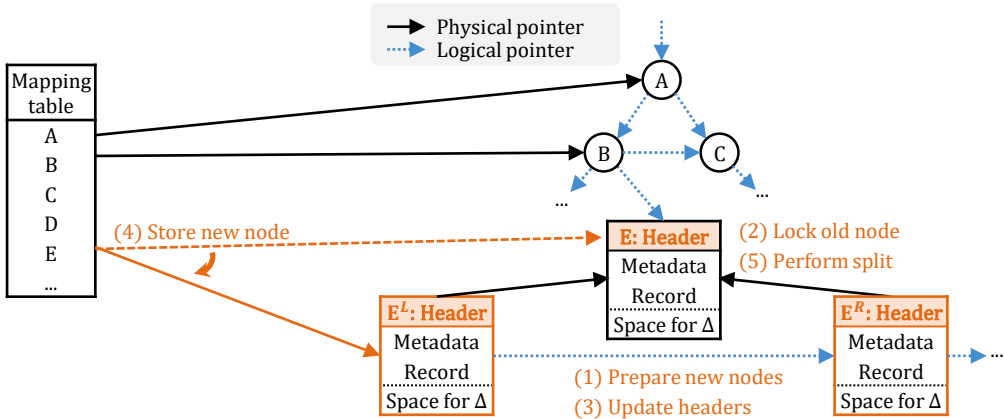 Physical pointer
Logical pointer
Mapping
table
A
B
C
D
E
...
A
B
C
...
...
(4) Store new node
E: Header
Metadata
Record
Space for Δ
(2) Lock old node
(5) Perform split
E^L: Header
Metadata
Record
Space for Δ
E^R: Header
Metadata
Record
Space for Δ
...
(1) Prepare new nodes
(3) Update headers